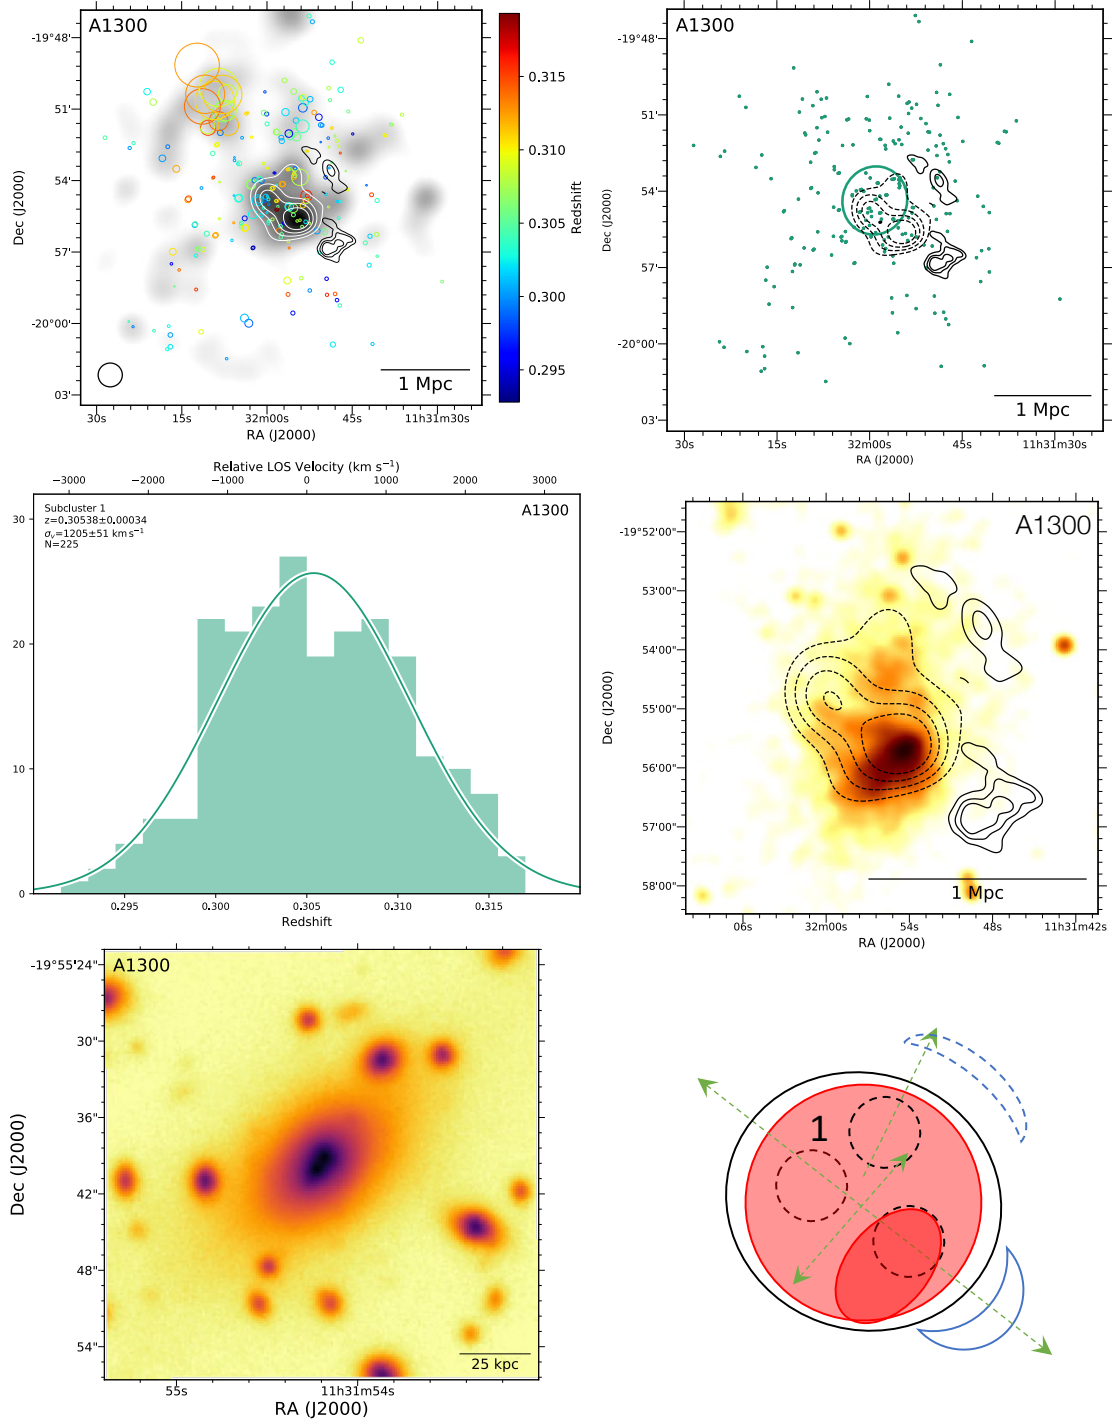 A1300
-19°48'
51'
54'
57'
-20°00'
03'
Dec (J2000)
30s
15s
32m00s
45s
11h31m30s
RA (J2000)
1 Mpc
0.315
0.310
0.305
0.300
0.295
Redshift
A1300
-19°48'
51'
54'
57'
-20°00'
03'
Dec (J2000)
30s
15s
32m00s
45s
11h31m30s
RA (J2000)
1 Mpc
Relative LOS Velocity (km s⁻¹)
−3000
−2000
−1000
0
1000
2000
3000
Subcluster 1
z=0.30538±0.00034
σᵥ=1205±51 km s⁻¹
N=225
A1300
30
20
10
0
0.295
0.300
0.305
0.310
0.315
Redshift
A1300
-19°52'00"
53'00"
54'00"
55'00"
56'00"
57'00"
58'00"
Dec (J2000)
06s
32m00s
54s
48s
11h31m42s
RA (J2000)
1 Mpc
A1300
-19°55'24"
30"
36"
42"
48"
54"
Dec (J2000)
55s
11h31m54s
RA (J2000)
25 kpc
1